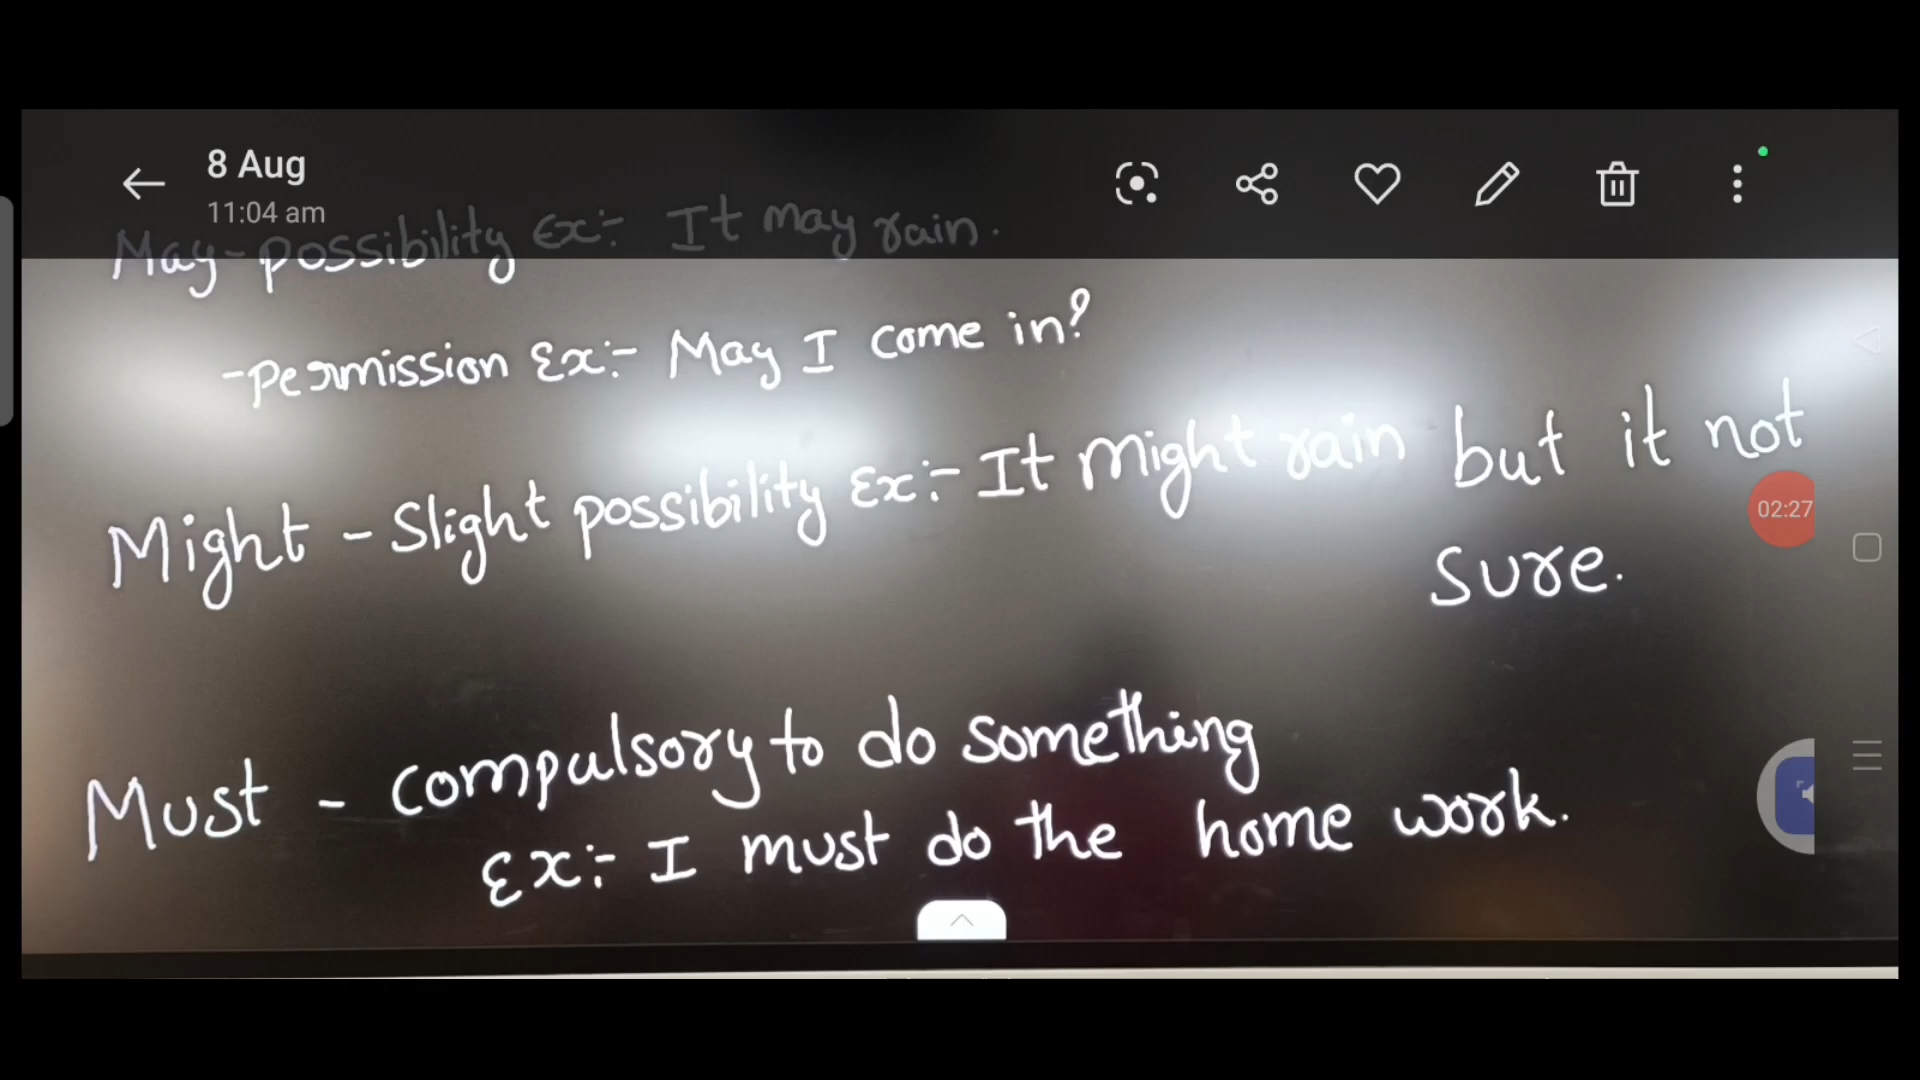 8 Aug
11:04 am
May - possibility Ex:- It may rain.
- permission Ex:- May I come in?
Might - Slight possibility Ex:- It Might rain but it not
sure.
02:27
Must - compulsory to do something
Ex:- I must do the home work.